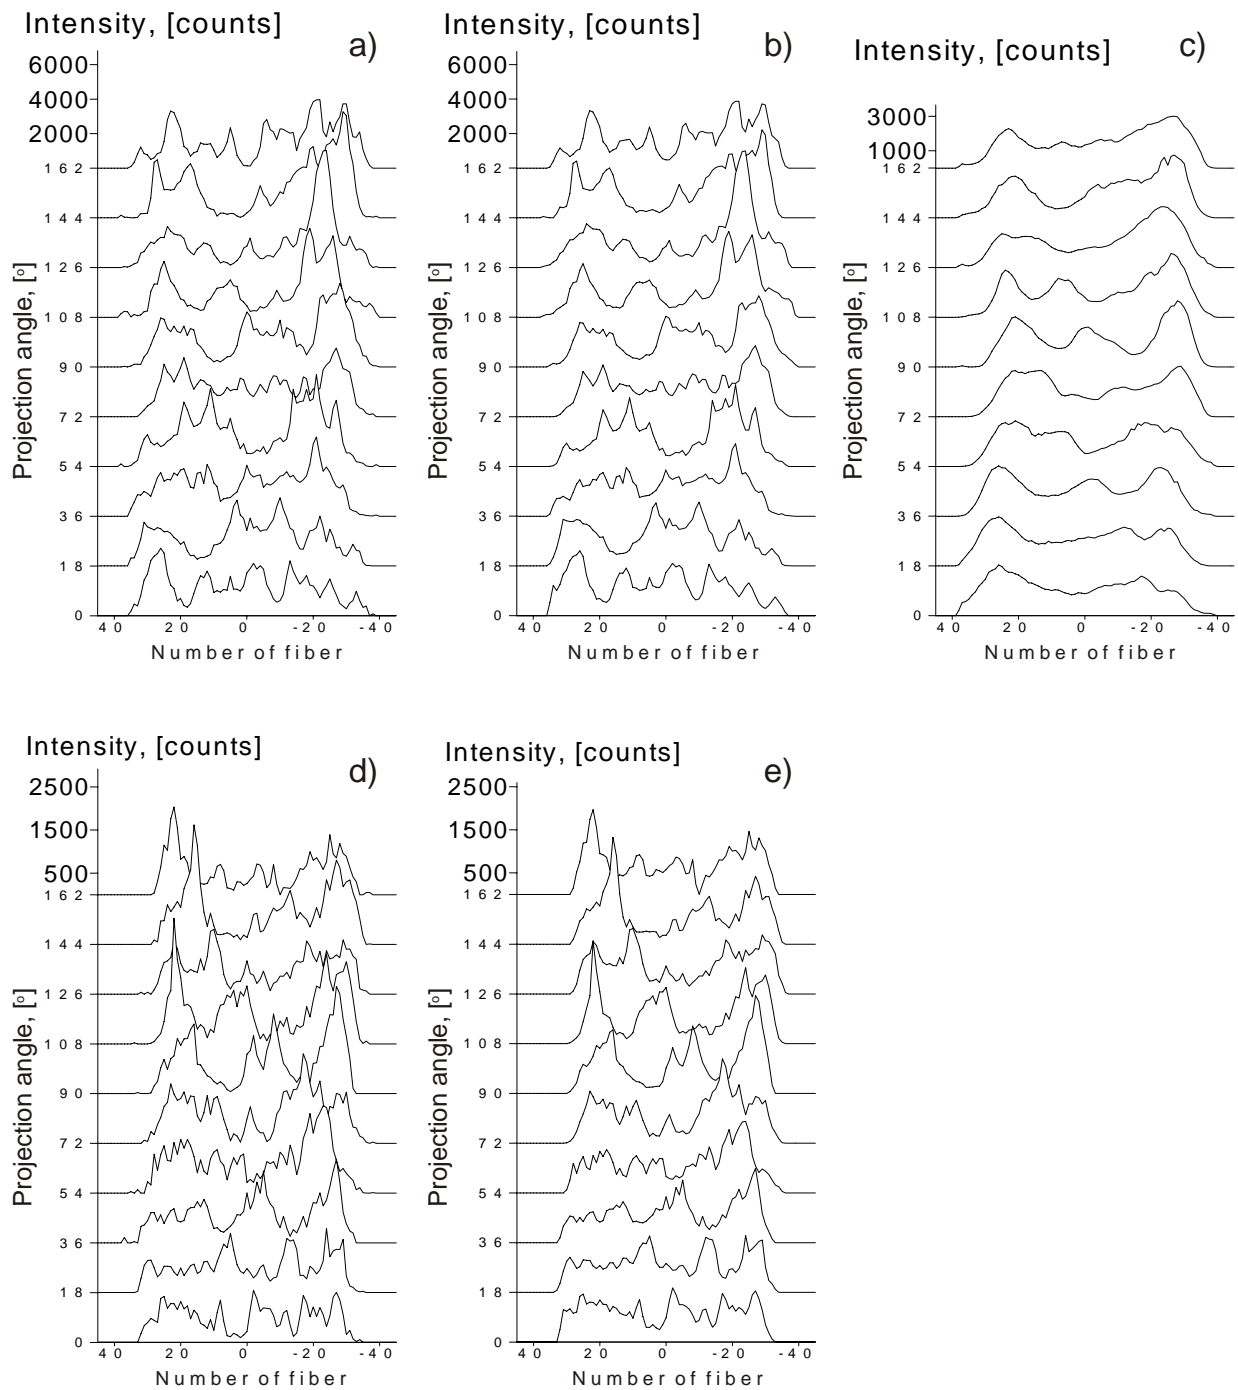 Intensity, [counts]
a)
6000
4000
2000
162
144
126
108
90
72
54
36
18
0
40 20 0 -20 -40
Projection angle, [º]
Number of fiber
Intensity, [counts]
b)
6000
4000
2000
162
144
126
108
90
72
54
36
18
0
40 20 0 -20 -40
Projection angle, [º]
Number of fiber
Intensity, [counts]
c)
3000
1000
162
144
126
108
90
72
54
36
18
0
40 20 0 -20 -40
Projection angle, [º]
Number of fiber
Intensity, [counts]
d)
2500
1500
500
162
144
126
108
90
72
54
36
18
0
40 20 0 -20 -40
Projection angle, [º]
Number of fiber
Intensity, [counts]
e)
2500
1500
500
162
144
126
108
90
72
54
36
18
0
40 20 0 -20 -40
Projection angle, [º]
Number of fiber